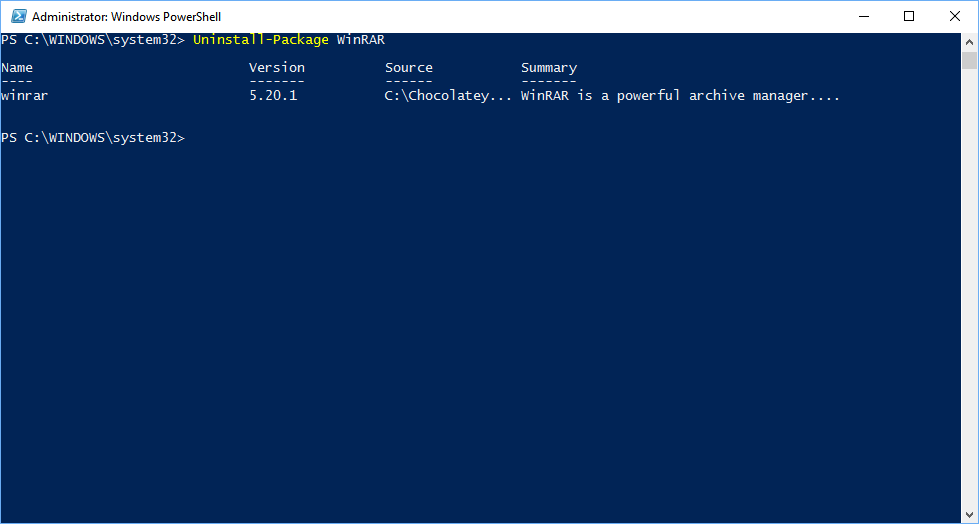 Administrator: Windows PowerShell
PS C:\WINDOWS\system32> Uninstall-Package WinRAR
Name Version Source Summary
---- ------- ------ -------
winrar 5.20.1 C:\Chocolatey... WinRAR is a powerful archive manager....
PS C:\WINDOWS\system32>